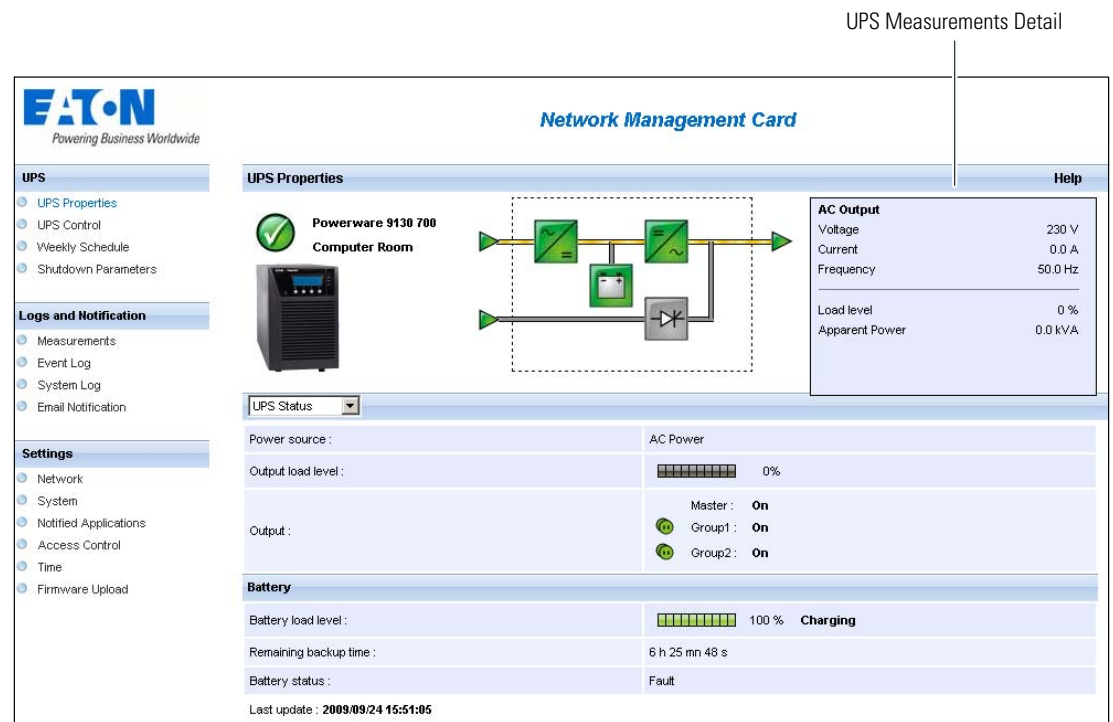 UPS Measurements Detail
EATON
Powering Business Worldwide
Network Management Card
UPS
UPS Properties
UPS Control
Weekly Schedule
Shutdown Parameters
Logs and Notification
Measurements
Event Log
System Log
Email Notification
Settings
Network
System
Notified Applications
Access Control
Time
Firmware Upload
UPS Properties Help
Powerware 9130 700
Computer Room
AC Output
Voltage 230 V
Current 0.0 A
Frequency 50.0 Hz
Load level 0 %
Apparent Power 0.0 kVA
UPS Status
Power source : AC Power
Output load level : 0%
Output :
Master : On
Group1 : On
Group2 : On
Battery
Battery load level : 100 % Charging
Remaining backup time : 6 h 25 mn 48 s
Battery status : Fault
Last update : 2009/09/24 15:51:05